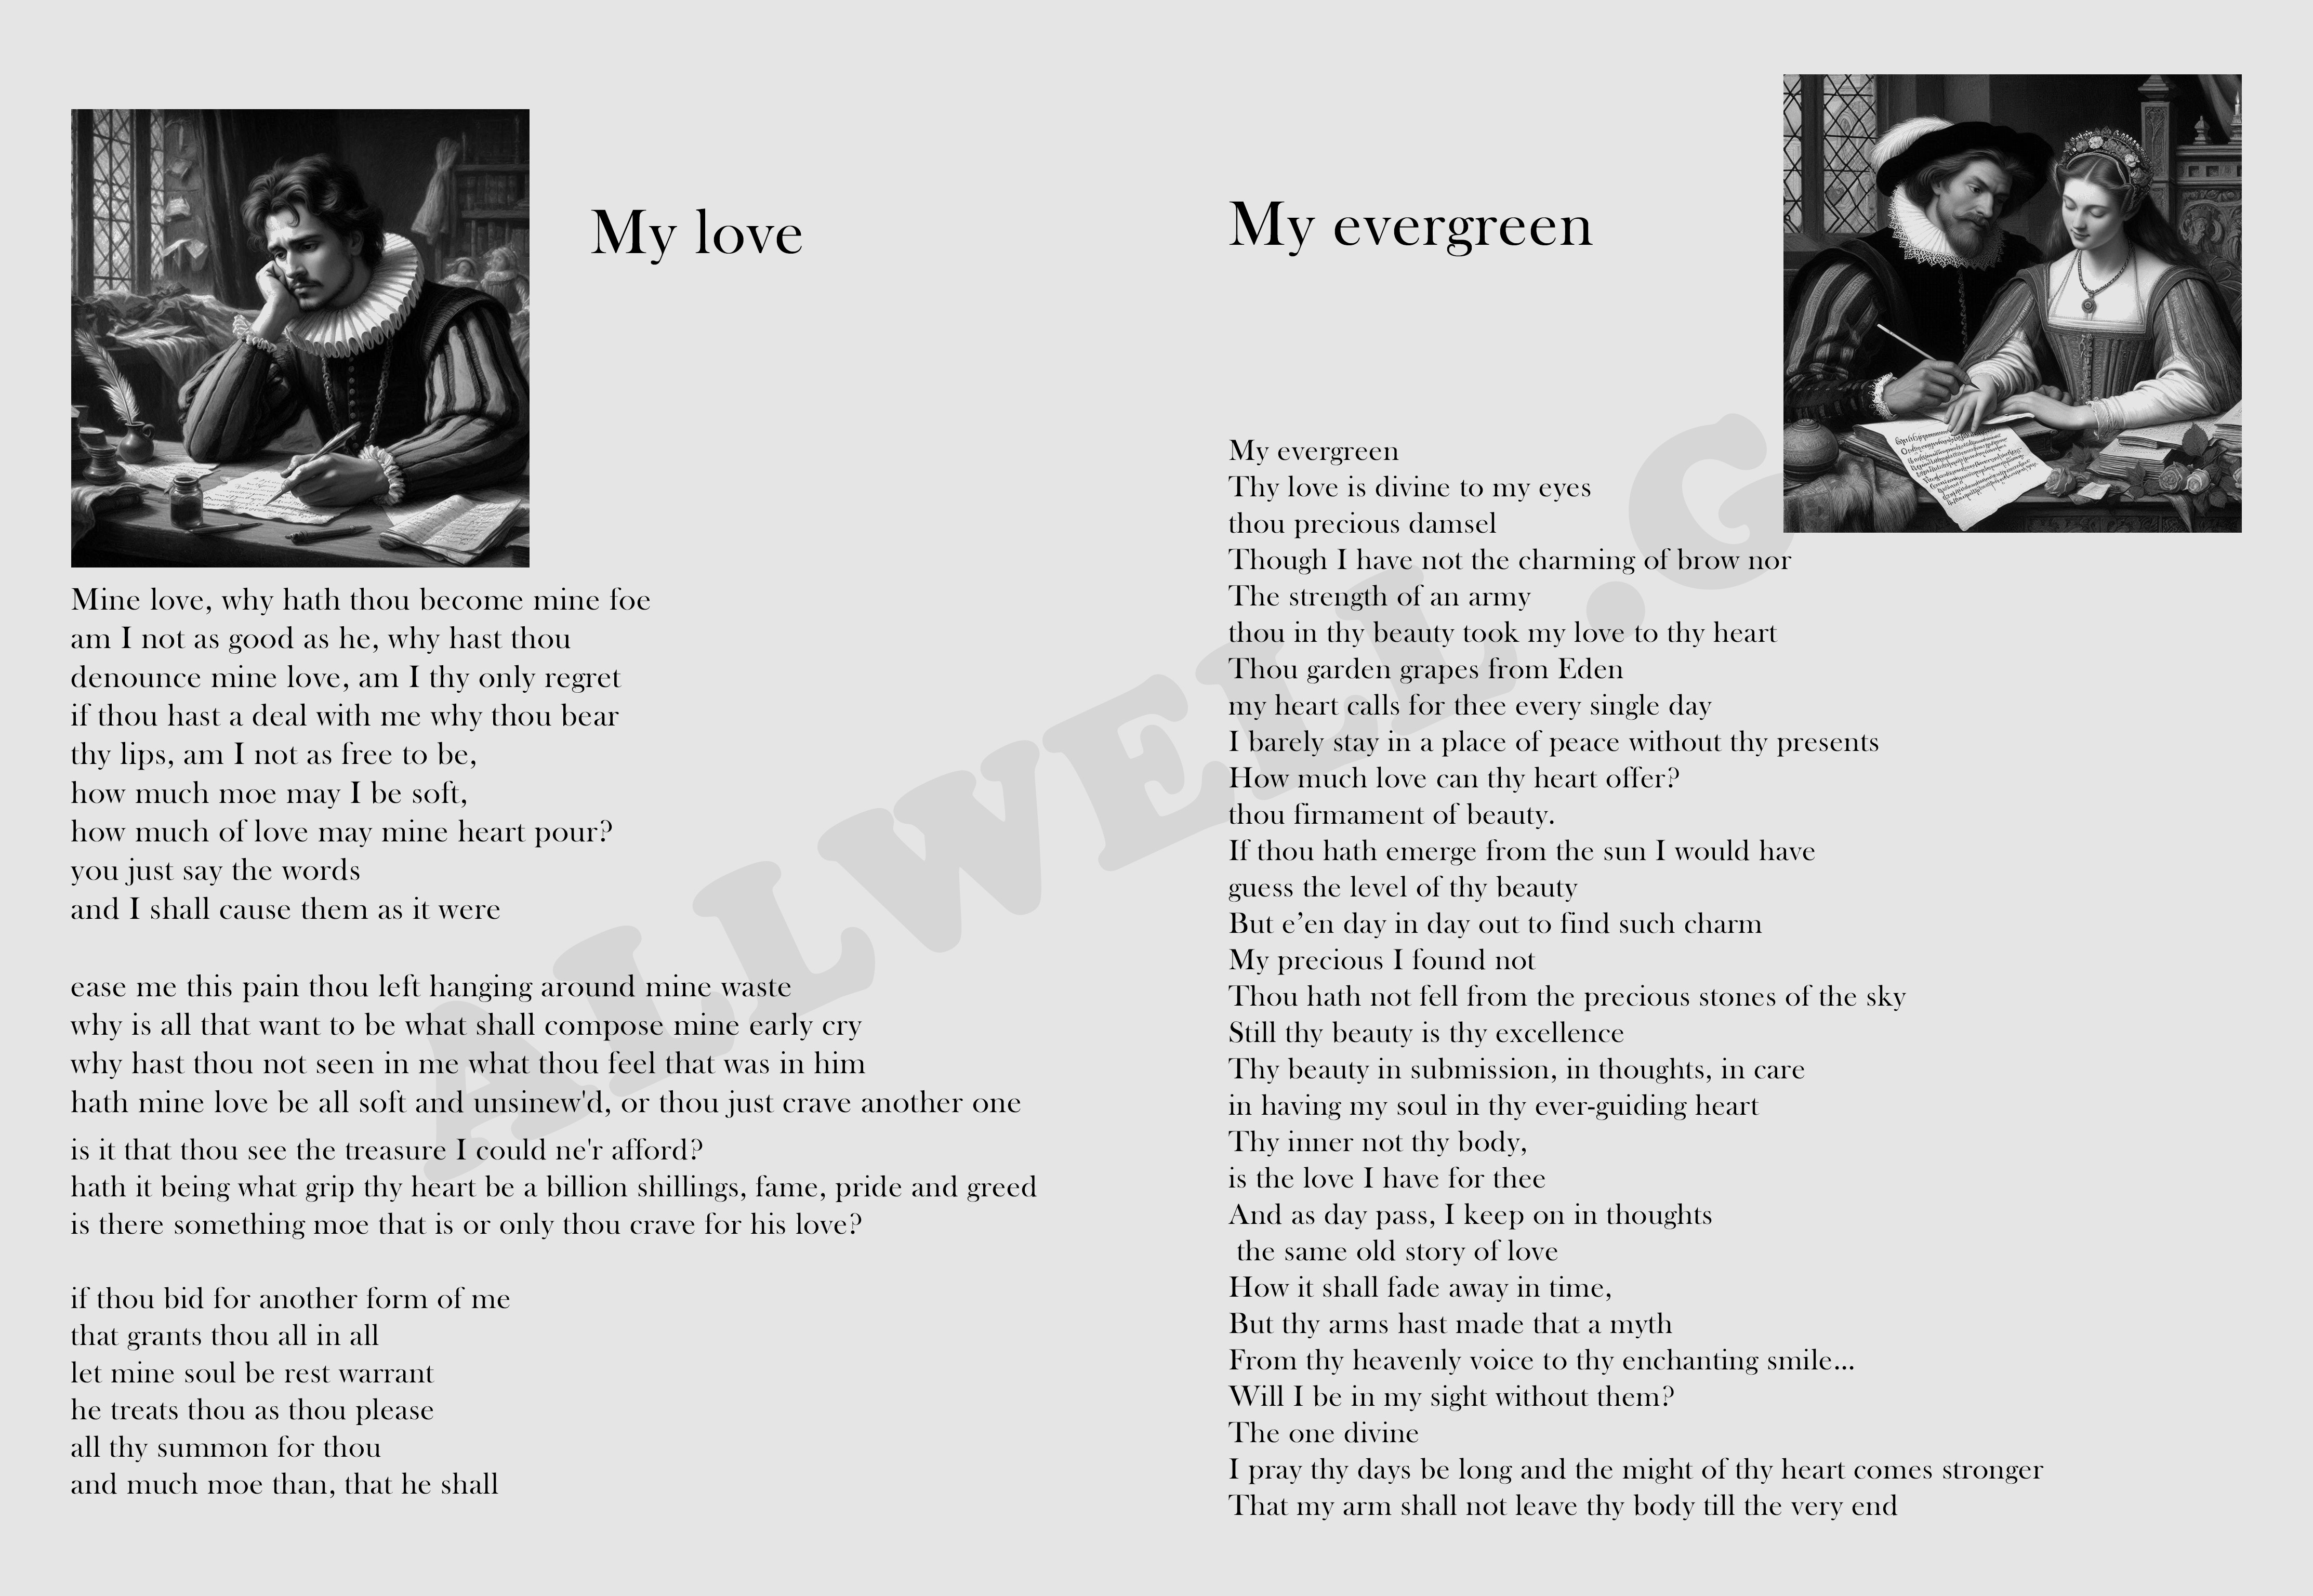 My love
Mine love, why hath thou become mine foe
am I not as good as he, why hast thou
denounce mine love, am I thy only regret
if thou hast a deal with me why thou bear
thy lips, am I not as free to be,
how much moe may I be soft,
how much of love may mine heart pour?
you just say the words
and I shall cause them as it were
ease me this pain thou left hanging around mine waste
why is all that want to be what shall compose mine early cry
why hast thou not seen in me what thou feel that was in him
hath mine love be all soft and unsinew'd, or thou just crave another one
is it that thou see the treasure I could ne'r afford?
hath it being what grip thy heart be a billion shillings, fame, pride and greed
is there something moe that is or only thou crave for his love?
if thou bid for another form of me
that grants thou all in all
let mine soul be rest warrant
he treats thou as thou please
all thy summon for thou
and much moe than, that he shall
My evergreen
My evergreen
Thy love is divine to my eyes
thou precious damsel
Though I have not the charming of brow nor
The strength of an army
thou in thy beauty took my love to thy heart
Thou garden grapes from Eden
my heart calls for thee every single day
I barely stay in a place of peace without thy presents
How much love can thy heart offer?
thou firmament of beauty.
If thou hath emerge from the sun I would have
guess the level of thy beauty
But e’en day in day out to find such charm
My precious I found not
Thou hath not fell from the precious stones of the sky
Still thy beauty is thy excellence
Thy beauty in submission, in thoughts, in care
in having my soul in thy ever-guiding heart
Thy inner not thy body,
is the love I have for thee
And as day pass, I keep on in thoughts
the same old story of love
How it shall fade away in time,
But thy arms hast made that a myth
From thy heavenly voice to thy enchanting smile...
Will I be in my sight without them?
The one divine
I pray thy days be long and the might of thy heart comes stronger
That my arm shall not leave thy body till the very end
ALLWELL .G